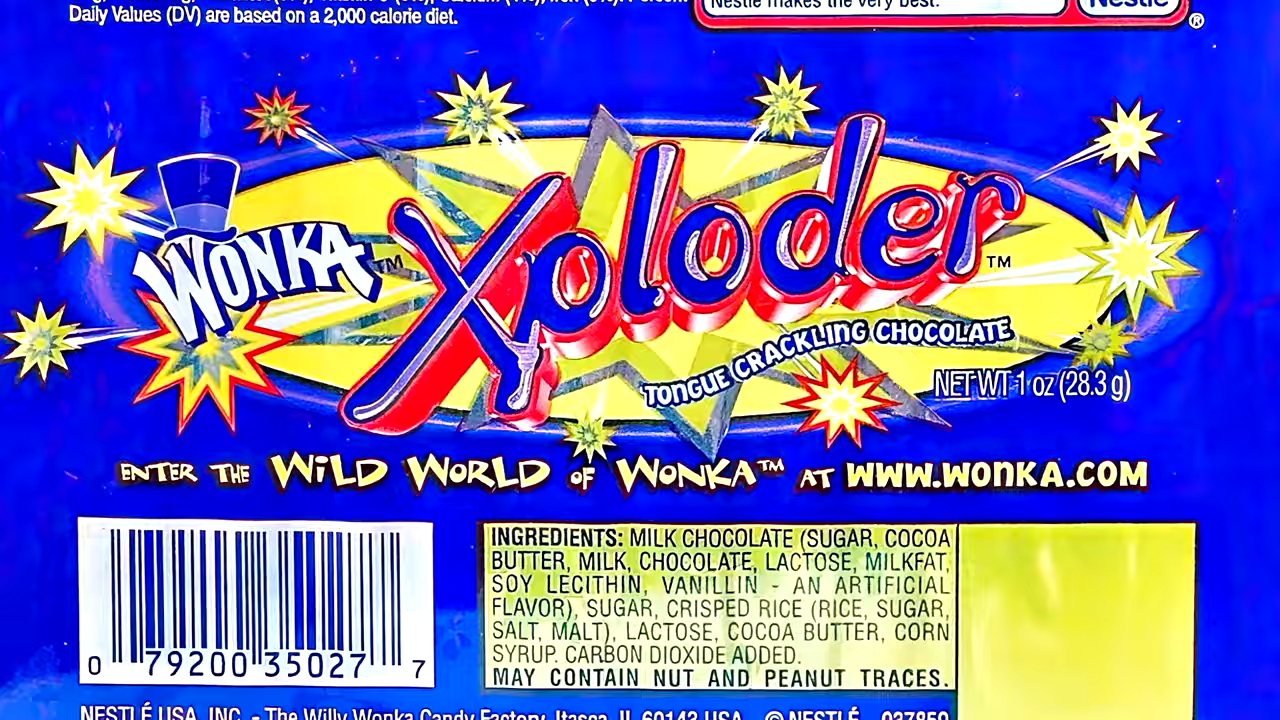 Daily Values (DV) are based on a 2,000 calorie diet.
Nestlé makes the very best.
Nestlé
®
WONKA™
Xploder™
TONGUE CRACKLING CHOCOLATE
NET WT 1 oz (28.3 g)
ENTER THE WILD WORLD OF WONKA™ AT WWW.WONKA.COM
INGREDIENTS: MILK CHOCOLATE (SUGAR, COCOA
BUTTER, MILK, CHOCOLATE, LACTOSE, MILKFAT,
SOY LECITHIN, VANILLIN - AN ARTIFICIAL
FLAVOR), SUGAR, CRISPED RICE (RICE, SUGAR,
SALT, MALT), LACTOSE, COCOA BUTTER, CORN
SYRUP. CARBON DIOXIDE ADDED.
MAY CONTAIN NUT AND PEANUT TRACES.
0 79200 35027 7
NESTLÉ USA, INC. - The Willy Wonka Candy Factory, Itasca, IL 60143 USA © NESTLÉ 037850